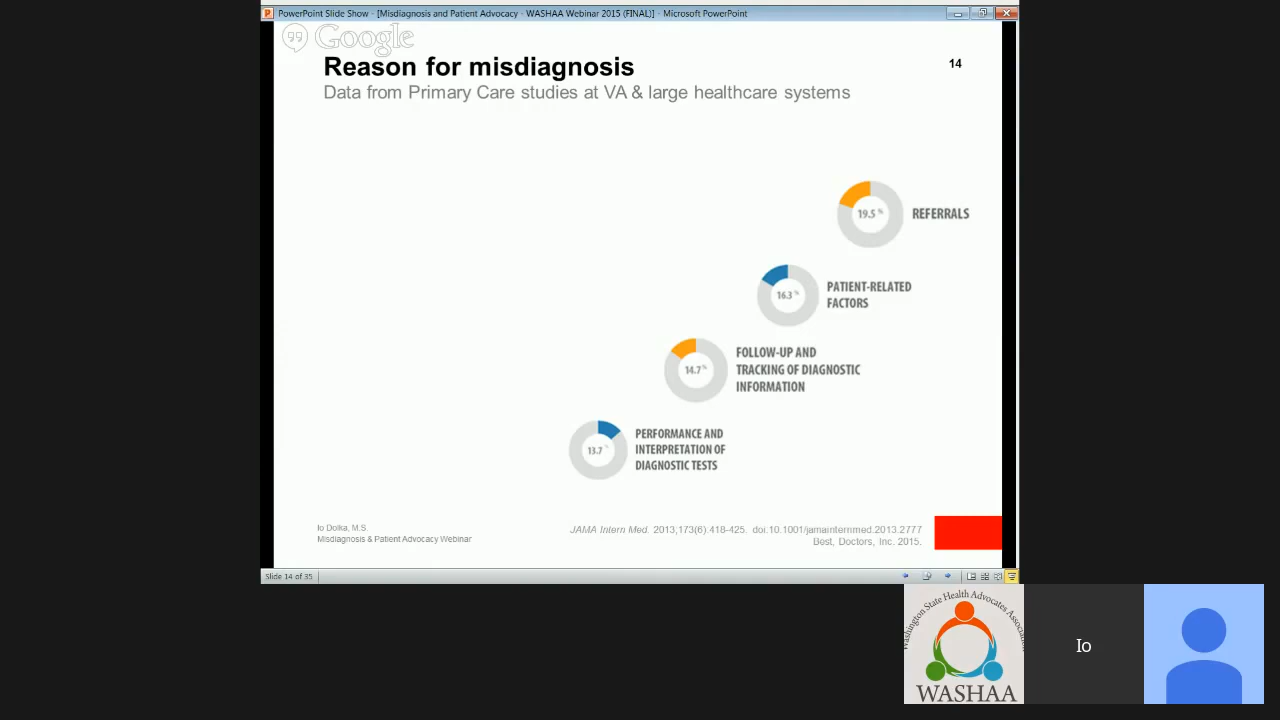 PowerPoint Slide Show - [Misdiagnosis and Patient Advocacy - WASHAA Webinar 2015 (FINAL)] - Microsoft PowerPoint
Google
Reason for misdiagnosis
14
Data from Primary Care studies at VA & large healthcare systems
19.5 %
REFERRALS
16.3 %
PATIENT-RELATED
FACTORS
14.7 %
FOLLOW-UP AND
TRACKING OF DIAGNOSTIC
INFORMATION
13.7 %
PERFORMANCE AND
INTERPRETATION OF
DIAGNOSTIC TESTS
Io Dolka, M.S.
Misdiagnosis & Patient Advocacy Webinar
JAMA Intern Med. 2013;173(6):418-425. doi:10.1001/jamainternmed.2013.2777
Best, Doctors, Inc. 2015.
Slide 14 of 35
Washington State Health Advocates
WASHAA
Io